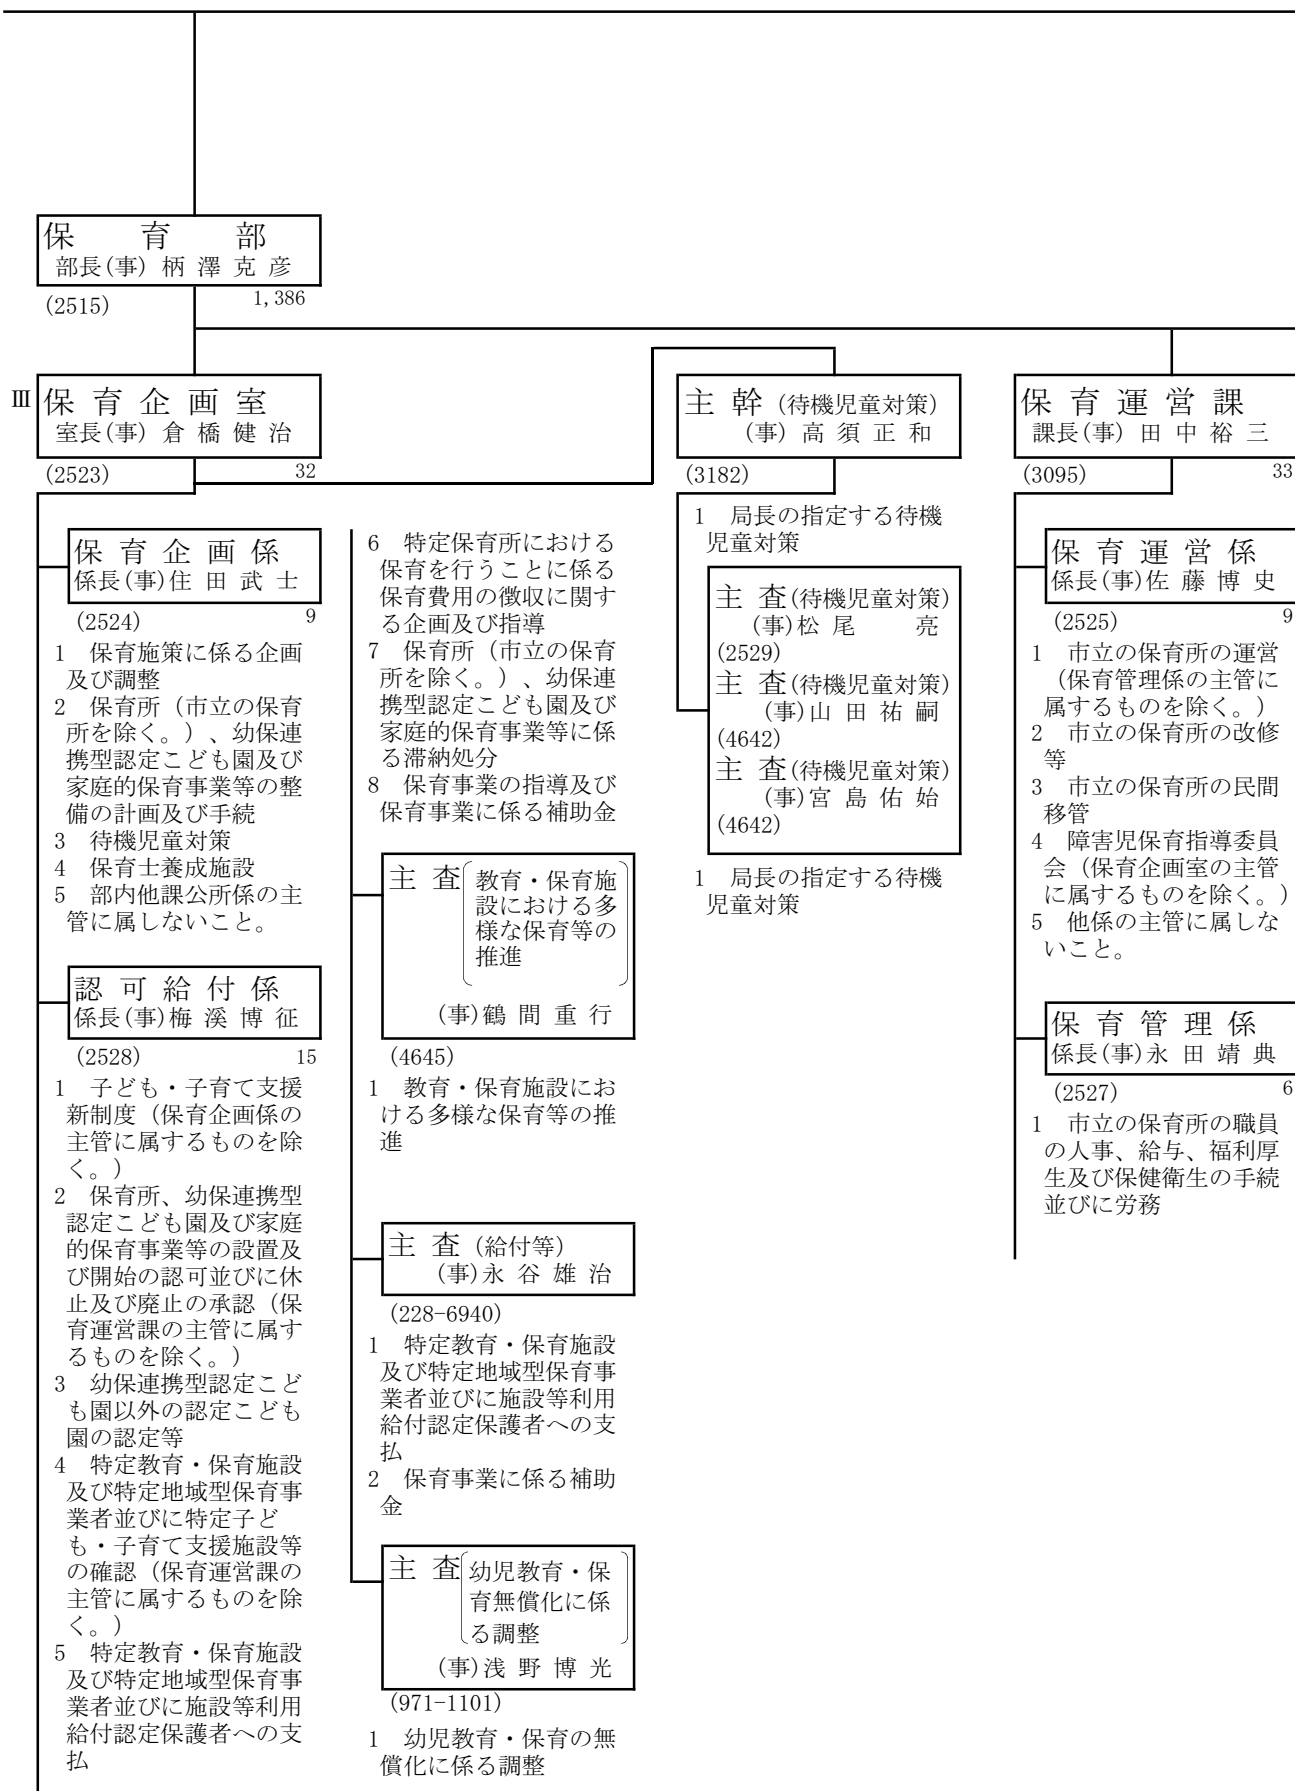 保育部
部長(事) 柄澤克彦
(2515) 1,386
Ⅲ 保育企画室
室長(事) 倉橋健治
(2523) 32
保育企画係
係長(事)住田武士
(2524) 9
1 保育施策に係る企画
及び調整
2 保育所（市立の保育
所を除く。）、幼保連
携型認定こども園及び
家庭的保育事業等の整
備の計画及び手続
3 待機児童対策
4 保育士養成施設
5 部内他課公所係の主
管に属しないこと。
認可給付係
係長(事)梅溪博征
(2528) 15
1 子ども・子育て支援
新制度（保育企画係の
主管に属するものを除
く。）
2 保育所、幼保連携型
認定こども園及び家庭
的保育事業等の設置及
び開始の認可並びに休
止及び廃止の承認（保
育運営課の主管に属す
るものを除く。）
3 幼保連携型認定こど
も園以外の認定こども
園の認定等
4 特定教育・保育施設
及び特定地域型保育事
業者並びに特定子ど
も・子育て支援施設等
の確認（保育運営課の
主管に属するものを除
く。）
5 特定教育・保育施設
及び特定地域型保育事
業者並びに施設等利用
給付認定保護者への支
払
6 特定保育所における
保育を行うことに係る
保育費用の徴収に関す
る企画及び指導
7 保育所（市立の保育
所を除く。）、幼保連
携型認定こども園及び
家庭的保育事業等に係
る滞納処分
8 保育事業の指導及び
保育事業に係る補助金
主査 教育・保育施
設における多
様な保育等の
推進
(事)鶴間重行
(4645)
1 教育・保育施設にお
ける多様な保育等の推
進
主査（給付等）
(事)永谷雄治
(228-6940)
1 特定教育・保育施設
及び特定地域型保育事
業者並びに施設等利用
給付認定保護者への支
払
2 保育事業に係る補助
金
主査 幼児教育・保
育無償化に係
る調整
(事)浅野博光
(971-1101)
1 幼児教育・保育の無
償化に係る調整
主幹（待機児童対策）
(事) 高須正和
(3182)
1 局長の指定する待機
児童対策
主査(待機児童対策)
(事)松尾 亮
(2529)
主査(待機児童対策)
(事)山田祐嗣
(4642)
主査(待機児童対策)
(事)宮島佑始
(4642)
1 局長の指定する待機
児童対策
保育運営課
課長(事) 田中裕三
(3095) 33
保育運営係
係長(事)佐藤博史
(2525) 9
1 市立の保育所の運営
（保育管理係の主管に
属するものを除く。）
2 市立の保育所の改修
等
3 市立の保育所の民間
移管
4 障害児保育指導委員
会（保育企画室の主管
に属するものを除く。）
5 他係の主管に属しな
いこと。
保育管理係
係長(事)永田靖典
(2527) 6
1 市立の保育所の職員
の人事、給与、福利厚
生及び保健衛生の手続
並びに労務